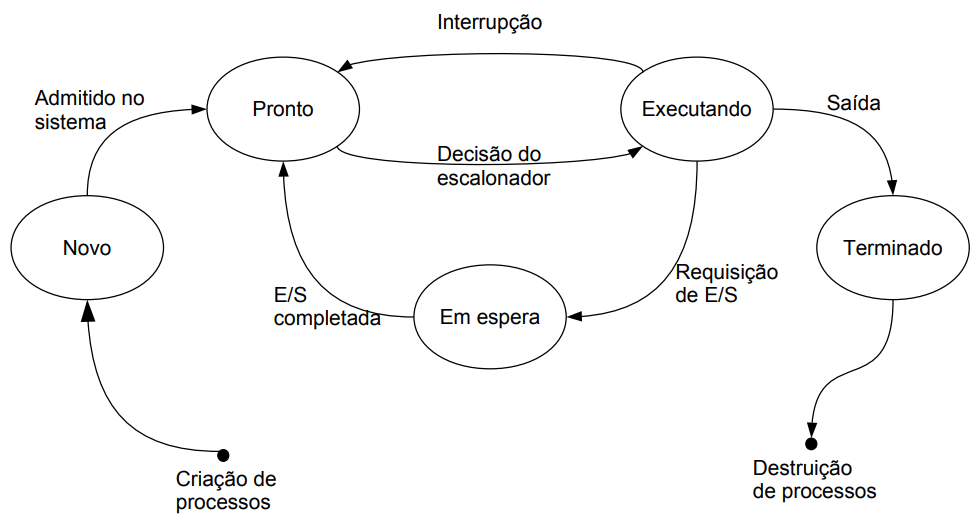 Interrupção
Admitido no
sistema
Pronto
Executando
Saída
Decisão do
escalonador
Novo
Terminado
E/S
completada
Em espera
Requisição
de E/S
Criação de
processos
Destruição
de processos